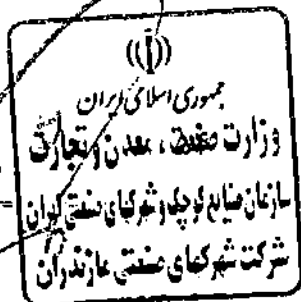 جمهوری اسلامی ایران
وزارت صنعت، معدن و تجارت
سازمان صنایع کوچک و شهرکهای صنعتی ایران
شرکت شهرکهای صنعتی مازندران